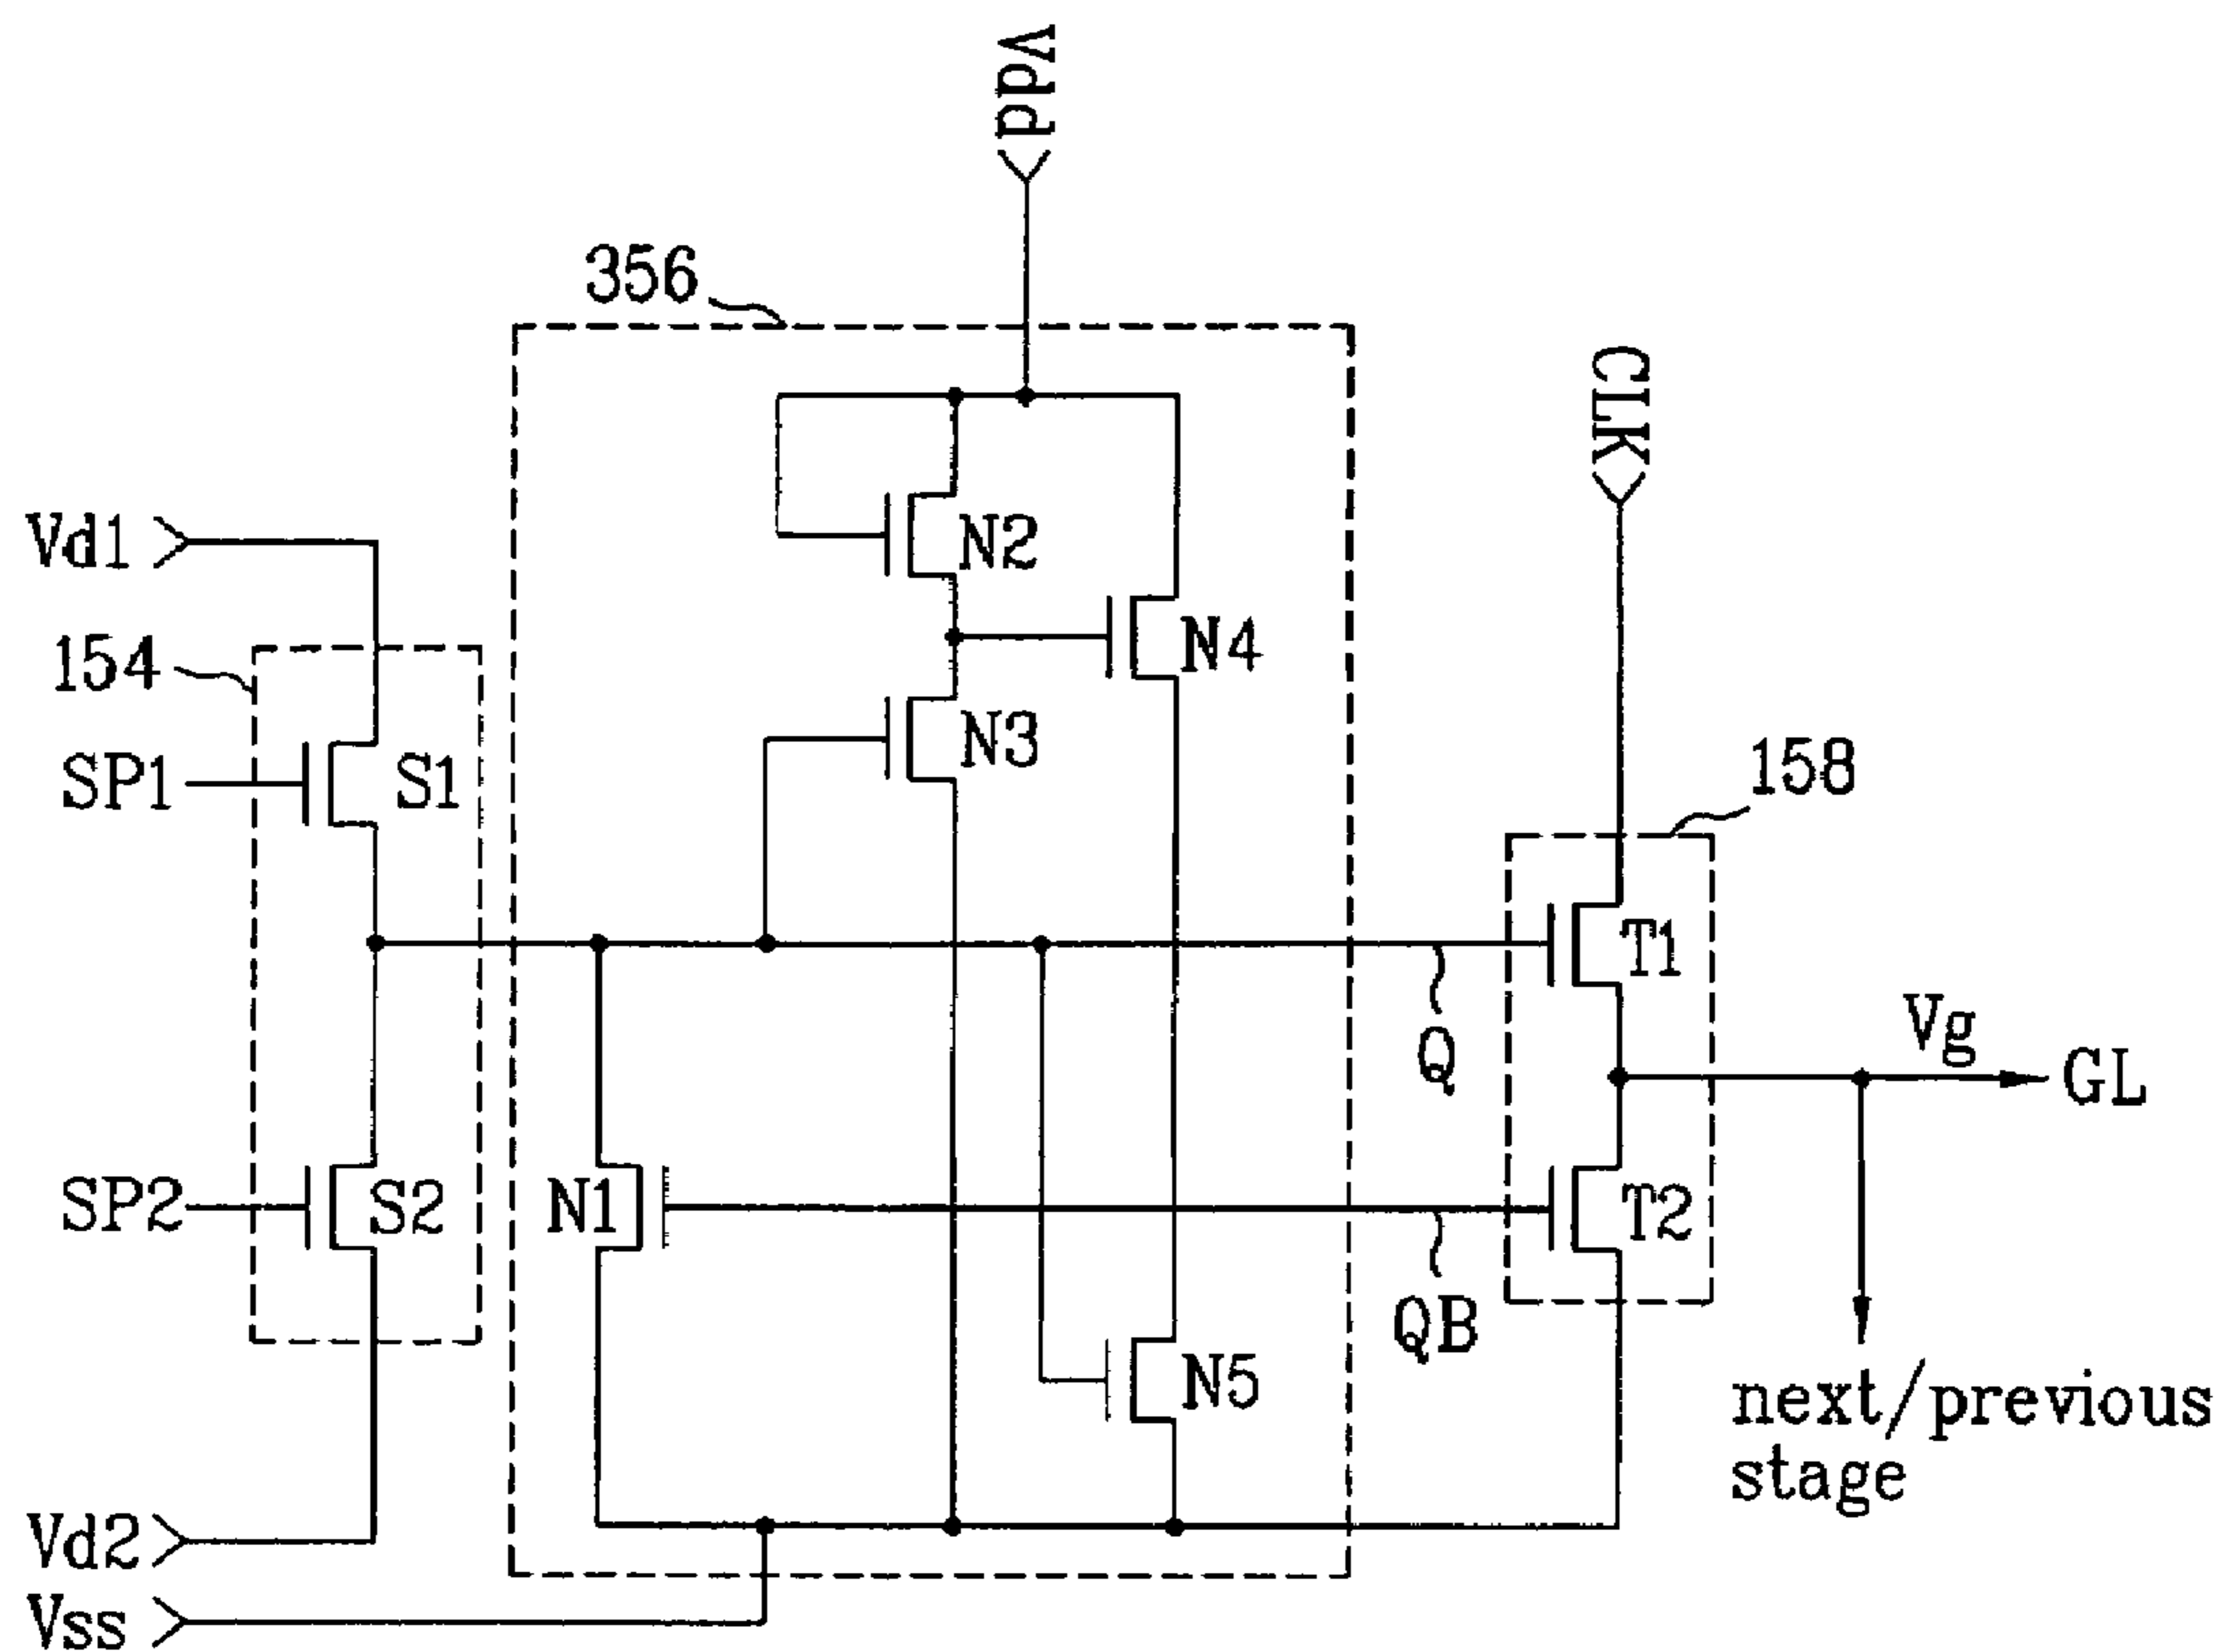 Vdd
356
CLK
Vd1
N2
154
N4
N3
SP1
S1
158
T1
Vg
Q
GL
SP2
S2
N1
T2
QB
N5
next/previous
stage
Vd2
Vss